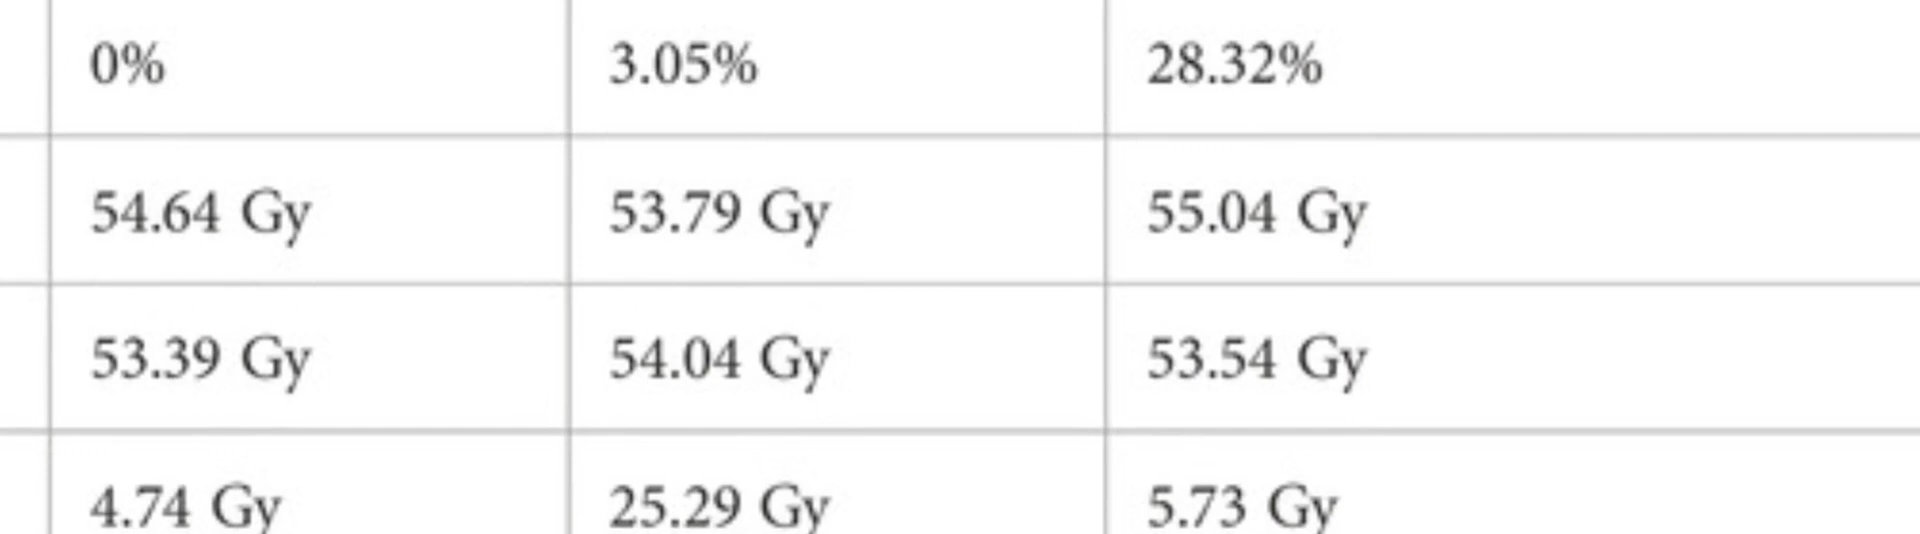 0% 3.05% 28.32%
54.64 Gy 53.79 Gy 55.04 Gy
53.39 Gy 54.04 Gy 53.54 Gy
4.74 Gy 25.29 Gy 5.73 Gy